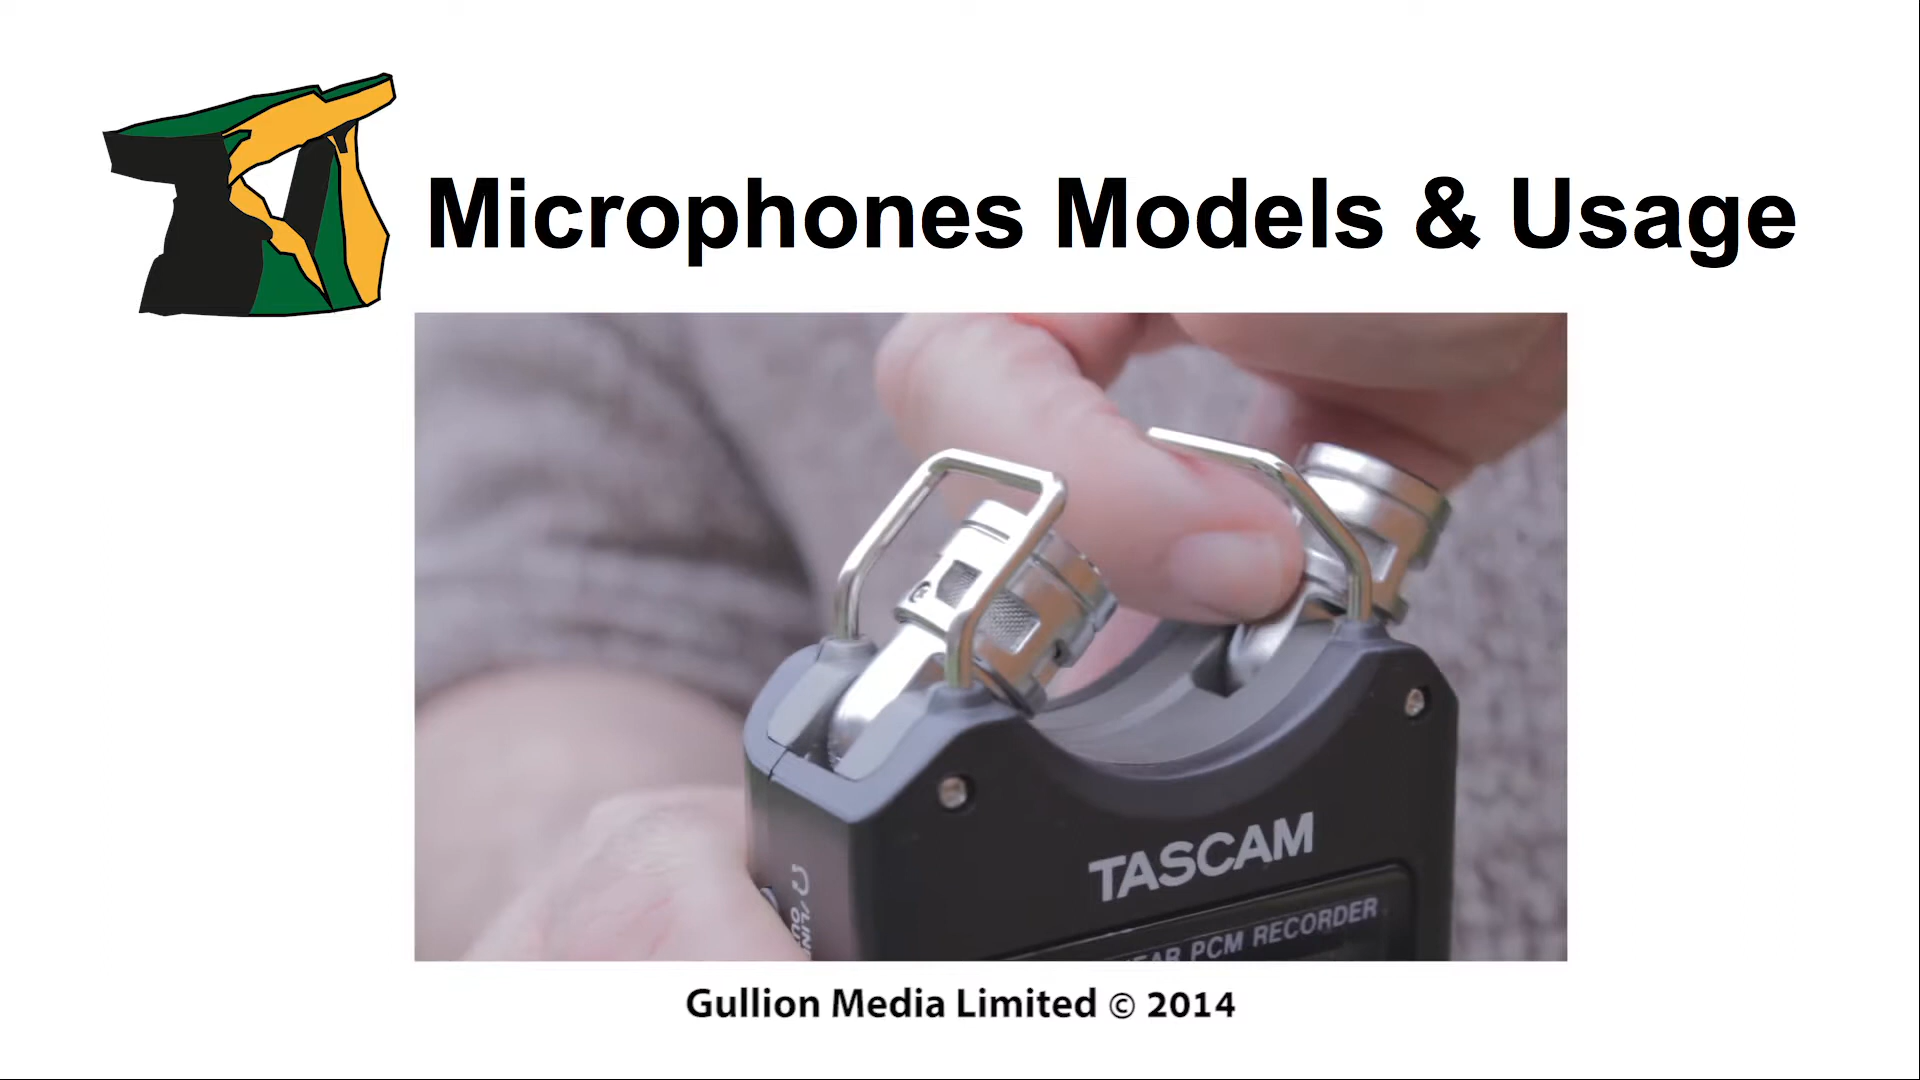 Microphones Models & Usage
TASCAM
PCM RECORDER
Gullion Media Limited © 2014